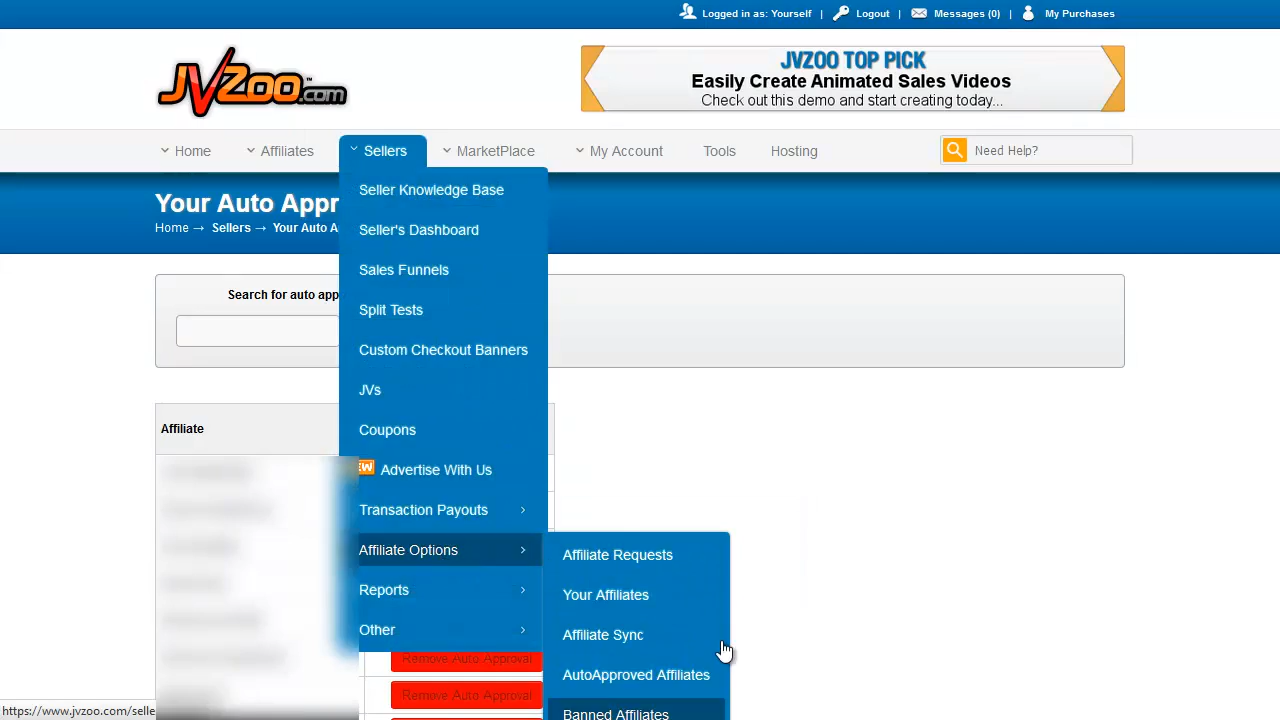 Logged in as: Yourself | Logout Messages (0) | My Purchases
JVZoo™.com
JVZOO TOP PICK
Easily Create Animated Sales Videos
Check out this demo and start creating today...
Home Affiliates Sellers MarketPlace My Account Tools Hosting Need Help?
Seller Knowledge Base
Your Auto Appr
Home → Sellers → Your Auto A
Seller's Dashboard
Sales Funnels
Search for auto app
Split Tests
Custom Checkout Banners
JVs
Affiliate
Coupons
Advertise With Us
Transaction Payouts
Affiliate Options
Affiliate Requests
Reports
Your Affiliates
Other
Affiliate Sync
Remove Auto Approval
AutoApproved Affiliates
Remove Auto Approval
Banned Affiliates
https://www.jvzoo.com/selle